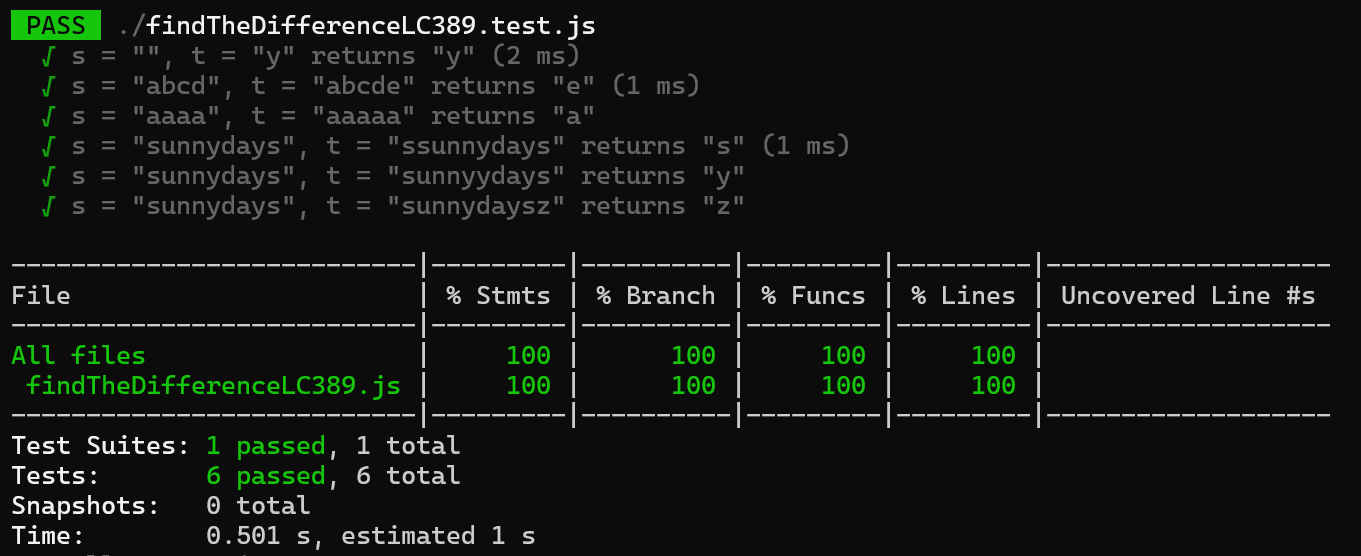 PASS ./findTheDifferenceLC389.test.js
√ s = "", t = "y" returns "y" (2 ms)
√ s = "abcd", t = "abcde" returns "e" (1 ms)
√ s = "aaaa", t = "aaaaa" returns "a"
√ s = "sunnydays", t = "ssunnydays" returns "s" (1 ms)
√ s = "sunnydays", t = "sunnyydays" returns "y"
√ s = "sunnydays", t = "sunnydaysz" returns "z"
---------------------------|---------|----------|---------|---------|-------------------
File                       | % Stmts | % Branch | % Funcs | % Lines | Uncovered Line #s
---------------------------|---------|----------|---------|---------|-------------------
All files                  |     100 |      100 |     100 |     100 |
 findTheDifferenceLC389.js |     100 |      100 |     100 |     100 |
---------------------------|---------|----------|---------|---------|-------------------
Test Suites: 1 passed, 1 total
Tests:       6 passed, 6 total
Snapshots:   0 total
Time:        0.501 s, estimated 1 s